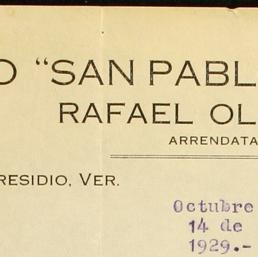 O "SAN PABL
RAFAEL OL
ARRENDATA
RESIDIO, VER.
Octubre
14 de
1929.-